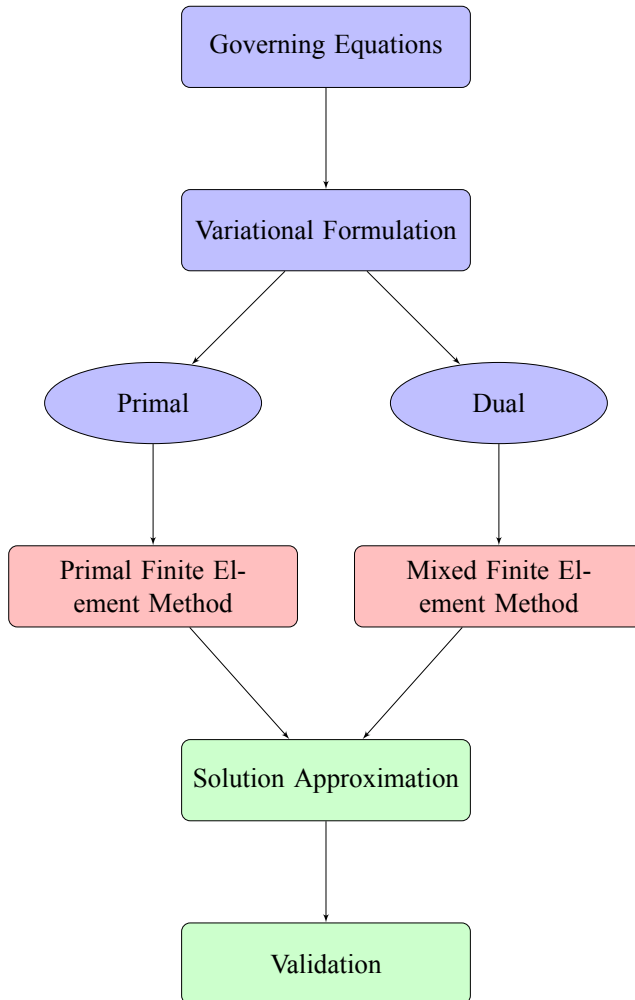 Governing Equations
Variational Formulation
Primal
Dual
Primal Finite El-
ement Method
Mixed Finite El-
ement Method
Solution Approximation
Validation